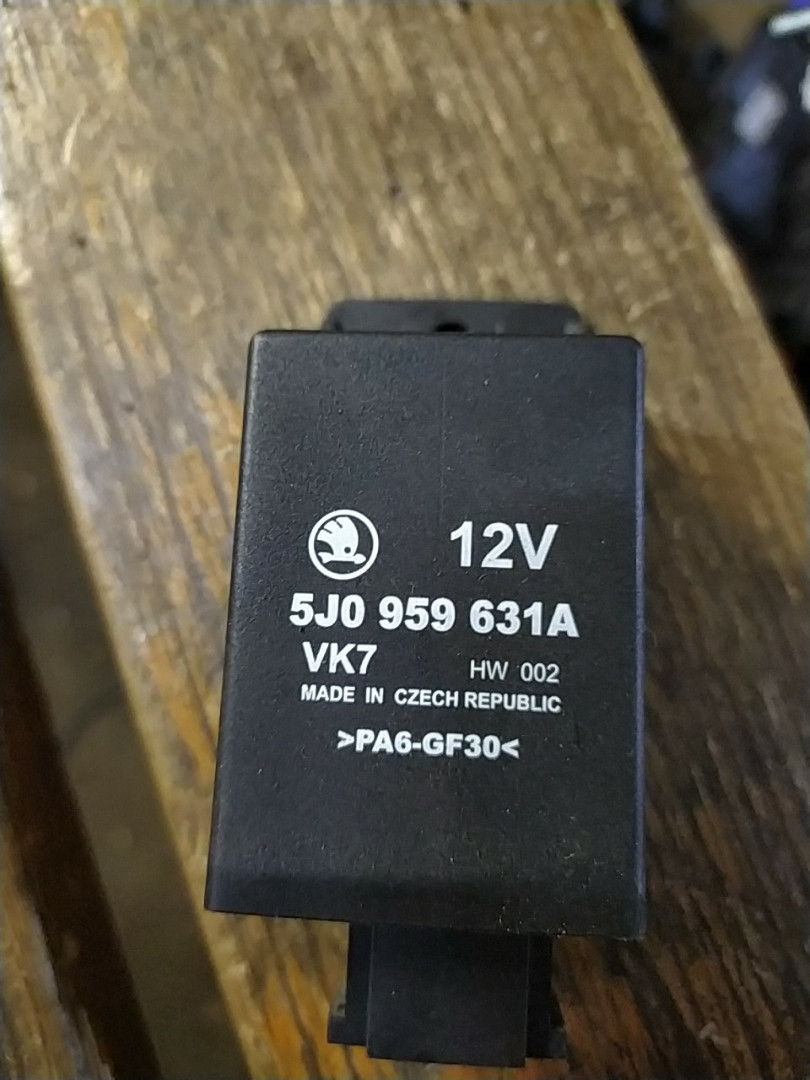 12V
5J0 959 631A
VK7 HW 002
MADE IN CZECH REPUBLIC
>PA6-GF30<